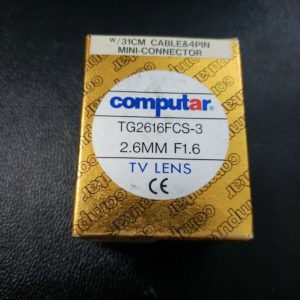 w/31CM CABLE&4PIN
MINI-CONNECTOR
computar
TG2616FCS-3
2.6MM F1.6
TV LENS
CE